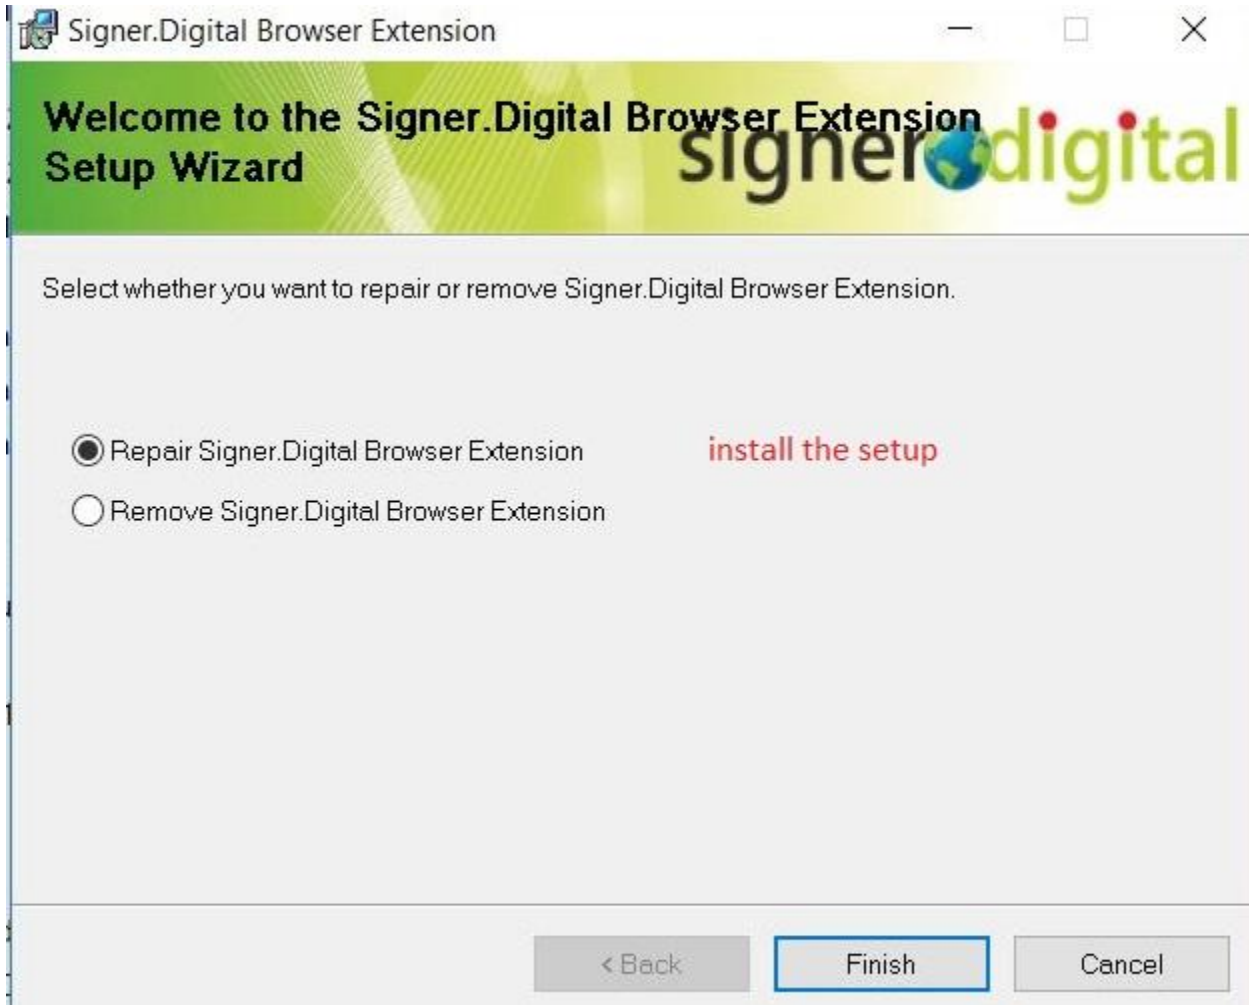 Signer.Digital Browser Extension
Welcome to the Signer.Digital Browser Extension
Setup Wizard
signer digital
Select whether you want to repair or remove Signer.Digital Browser Extension.
Repair Signer.Digital Browser Extension
install the setup
Remove Signer.Digital Browser Extension
< Back
Finish
Cancel